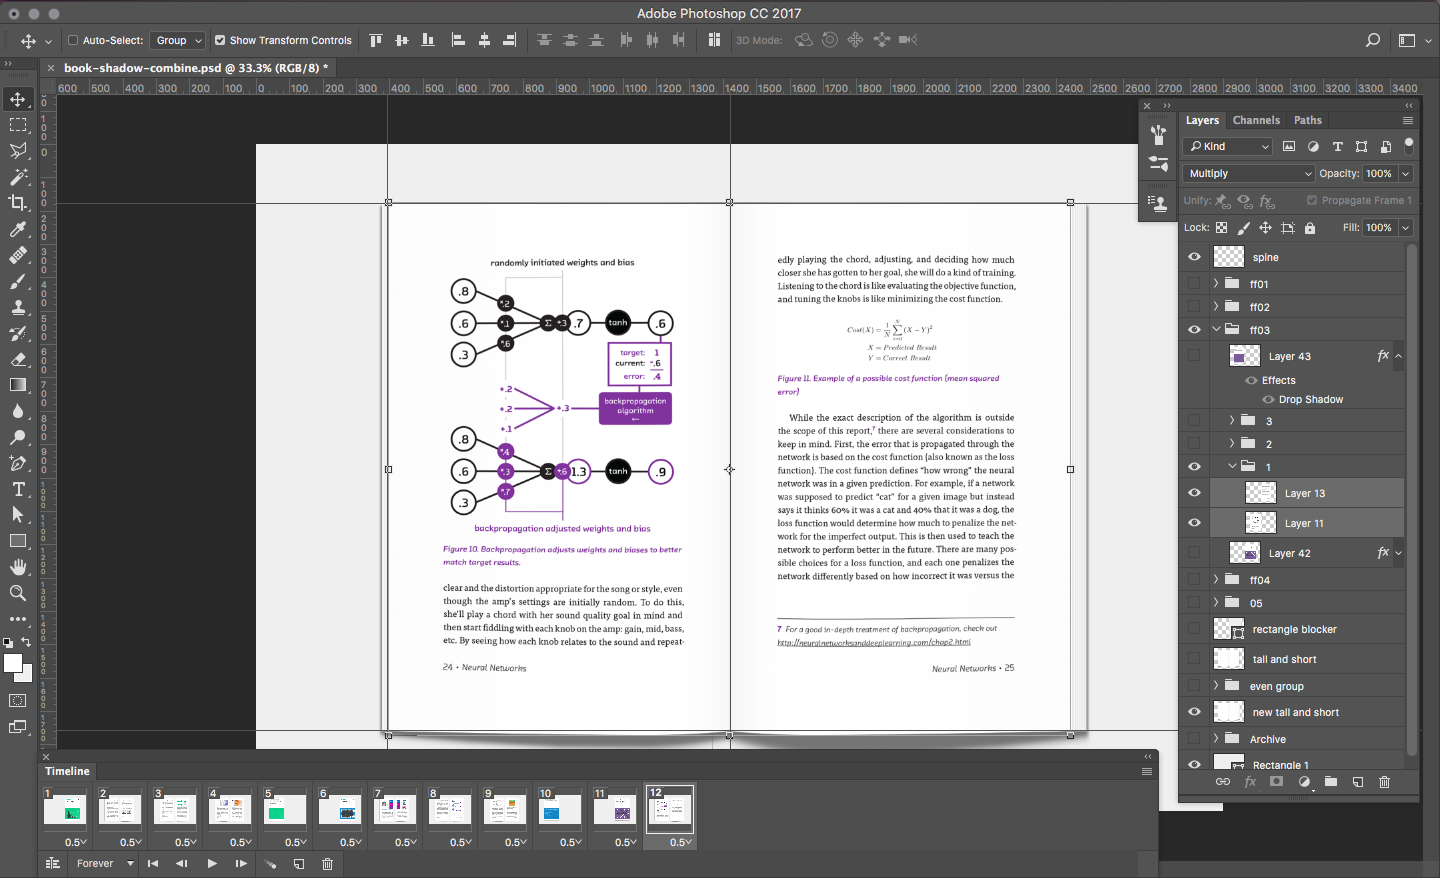 Adobe Photoshop CC 2017
Auto-Select: Group Show Transform Controls 3D Mode:
book-shadow-combine.psd @ 33.3% (RGB/8) *
600 500 400 300 200 100 0 100 200 300 400 500 600 700 800 900 1000 1100 1200 1300 1400 1500 1600 1700 1800 1900 2000 2100 2200 2300 2400 2500 2600 2700 2800 2900 3000 3100 3200 3300 3400
randomly initiated weights and bias
.8
*.2
.6 *.1 Σ +.3 .7 tanh .6
.3 *.6
target: 1
current: -.6
error: .4
+.2
+.2 +.3
+.1
backpropagation
algorithm
←
.8
*.4
.6 *.3 Σ +.6 1.3 tanh .9
.3 *.7
backpropagation adjusted weights and bias
Figure 10. Backpropagation adjusts weights and biases to better
match target results.
clear and the distortion appropriate for the song or style, even
though the amp's settings are initially random. To do this,
she'll play a chord with her sound quality goal in mind and
then start fiddling with each knob on the amp: gain, mid, bass,
etc. By seeing how each knob relates to the sound and repeat-
24 • Neural Networks
edly playing the chord, adjusting, and deciding how much
closer she has gotten to her goal, she will do a kind of training.
Listening to the chord is like evaluating the objective function,
and tuning the knobs is like minimizing the cost function.
Cost(X) = 1/N ∑ i=0 N (X − Y)²
X = Predicted Result
Y = Correct Result
Figure 11. Example of a possible cost function (mean squared
error)
While the exact description of the algorithm is outside
the scope of this report,7 there are several considerations to
keep in mind. First, the error that is propagated through the
network is based on the cost function (also known as the loss
function). The cost function defines "how wrong" the neural
network was in a given prediction. For example, if a network
was supposed to predict "cat" for a given image but instead
says it thinks 60% it was a cat and 40% that it was a dog, the
loss function would determine how much to penalize the net-
work for the imperfect output. This is then used to teach the
network to perform better in the future. There are many pos-
sible choices for a loss function, and each one penalizes the
network differently based on how incorrect it was versus the
7 For a good in-depth treatment of backpropagation, check out
http://neuralnetworksanddeeplearning.com/chap2.html
Neural Networks • 25
Layers Channels Paths
Kind
Multiply Opacity: 100%
Unify: Propagate Frame 1
Lock: Fill: 100%
spine
ff01
ff02
ff03
Layer 43 fx
Effects
Drop Shadow
3
2
1
Layer 13
Layer 11
Layer 42 fx
ff04
05
rectangle blocker
tall and short
even group
new tall and short
Archive
Rectangle 1
fx
Timeline
1 2 3 4 5 6 7 8 9 10 11 12
0.5 0.5 0.5 0.5 0.5 0.5 0.5 0.5 0.5 0.5 0.5 0.5
Forever